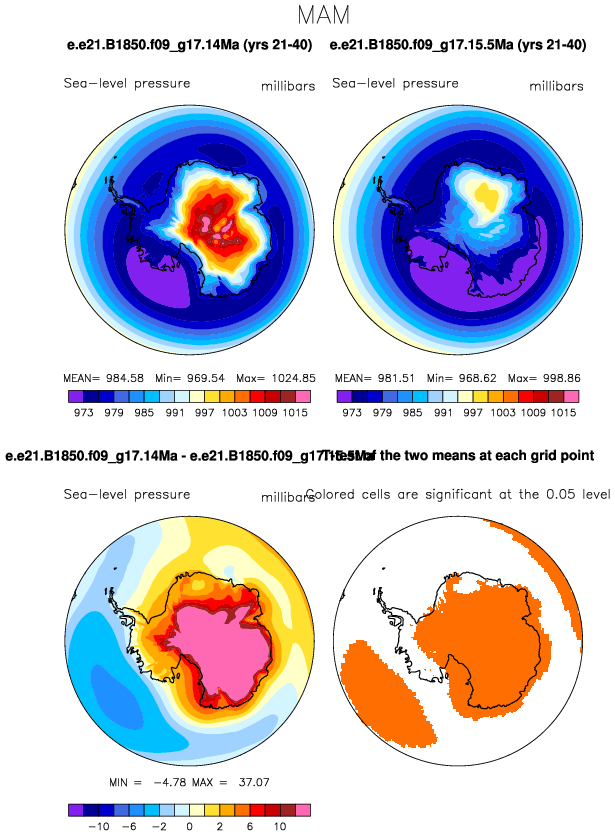 MAM
e.e21.B1850.f09_g17.14Ma (yrs 21-40)
e.e21.B1850.f09_g17.15.5Ma (yrs 21-40)
Sea-level pressure millibars
Sea-level pressure millibars
MEAN= 984.58 Min= 969.54 Max= 1024.85
MEAN= 981.51 Min= 968.62 Max= 998.86
973 979 985 991 997 1003 1009 1015
973 979 985 991 997 1003 1009 1015
e.e21.B1850.f09_g17.14Ma - e.e21.B1850.f09_g17.15.5Ma
T-test of the two means at each grid point
Sea-level pressure millibars
Colored cells are significant at the 0.05 level
MIN = -4.78 MAX = 37.07
-10 -6 -2 0 2 6 10